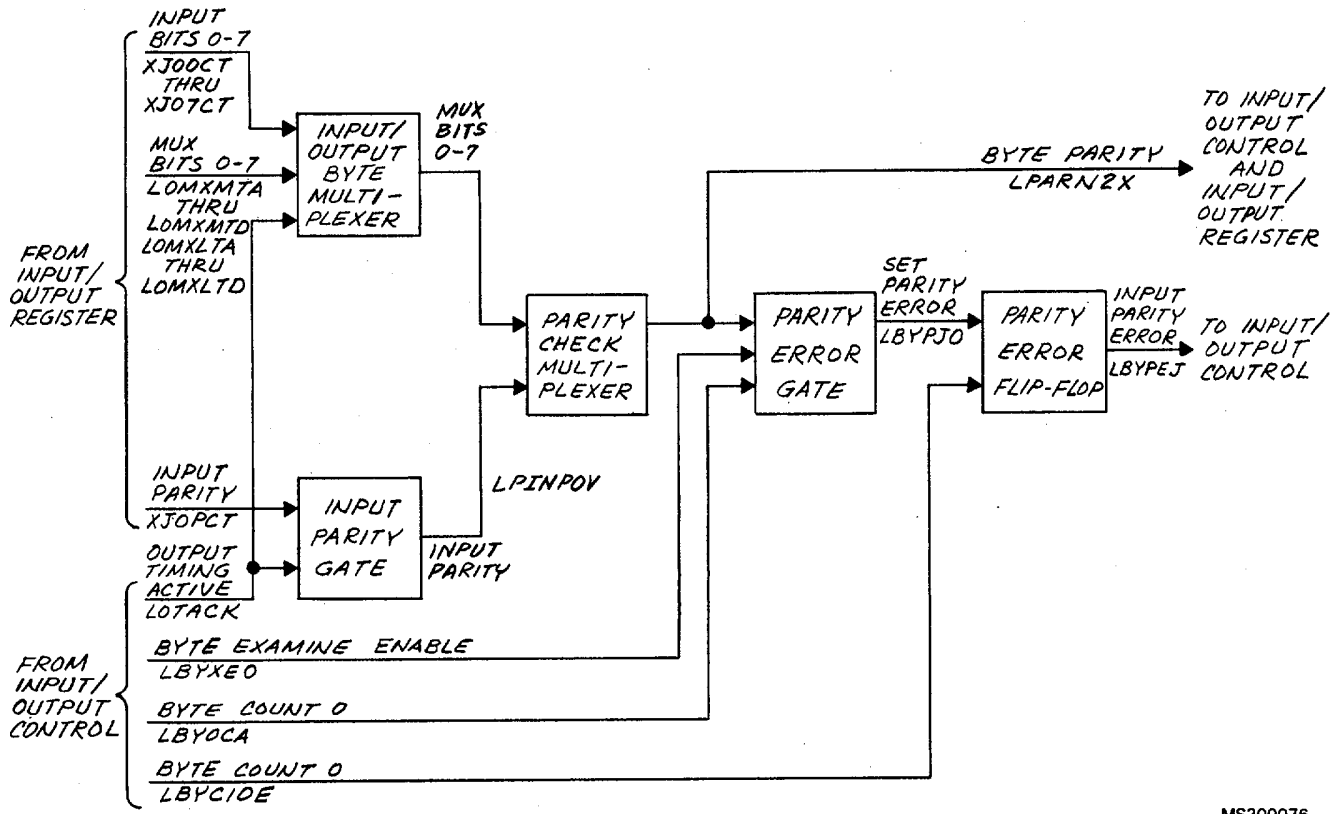 INPUT
BITS 0-7
XJ00CT
THRU
XJ07CT
MUX
BITS 0-7
LOMXMTA
THRU
LOMXMTD
LOMXLTA
THRU
LOMXLTD
FROM
INPUT/
OUTPUT
REGISTER
INPUT
PARITY
XJOPCT
OUTPUT
TIMING
ACTIVE
LOTACK
FROM
INPUT/
OUTPUT
CONTROL
BYTE EXAMINE ENABLE
LBYXEO
BYTE COUNT 0
LBYOCA
BYTE COUNT 0
LBYCIOE
INPUT/
OUTPUT
BYTE
MULTI-
PLEXER
MUX
BITS
0-7
INPUT
PARITY
GATE
INPUT
PARITY
LPINPOV
PARITY
CHECK
MULTI-
PLEXER
BYTE PARITY
LPARN2X
TO INPUT/
OUTPUT
CONTROL
AND
INPUT/
OUTPUT
REGISTER
PARITY
ERROR
GATE
SET
PARITY
ERROR
LBYPJO
PARITY
ERROR
FLIP-FLOP
INPUT
PARITY
ERROR
LBYPEJ
TO INPUT/
OUTPUT
CONTROL